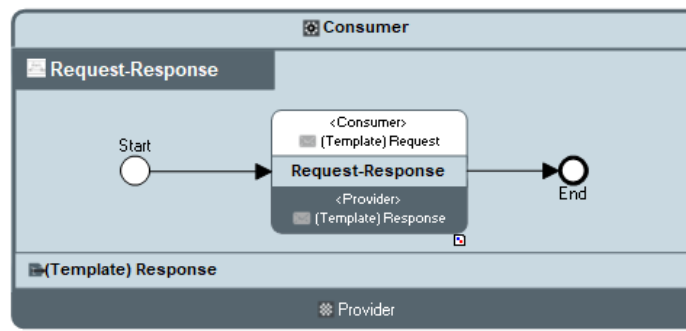 Consumer
Request-Response
Start
<Consumer>
(Template) Request
Request-Response
<Provider>
(Template) Response
End
(Template) Response
Provider